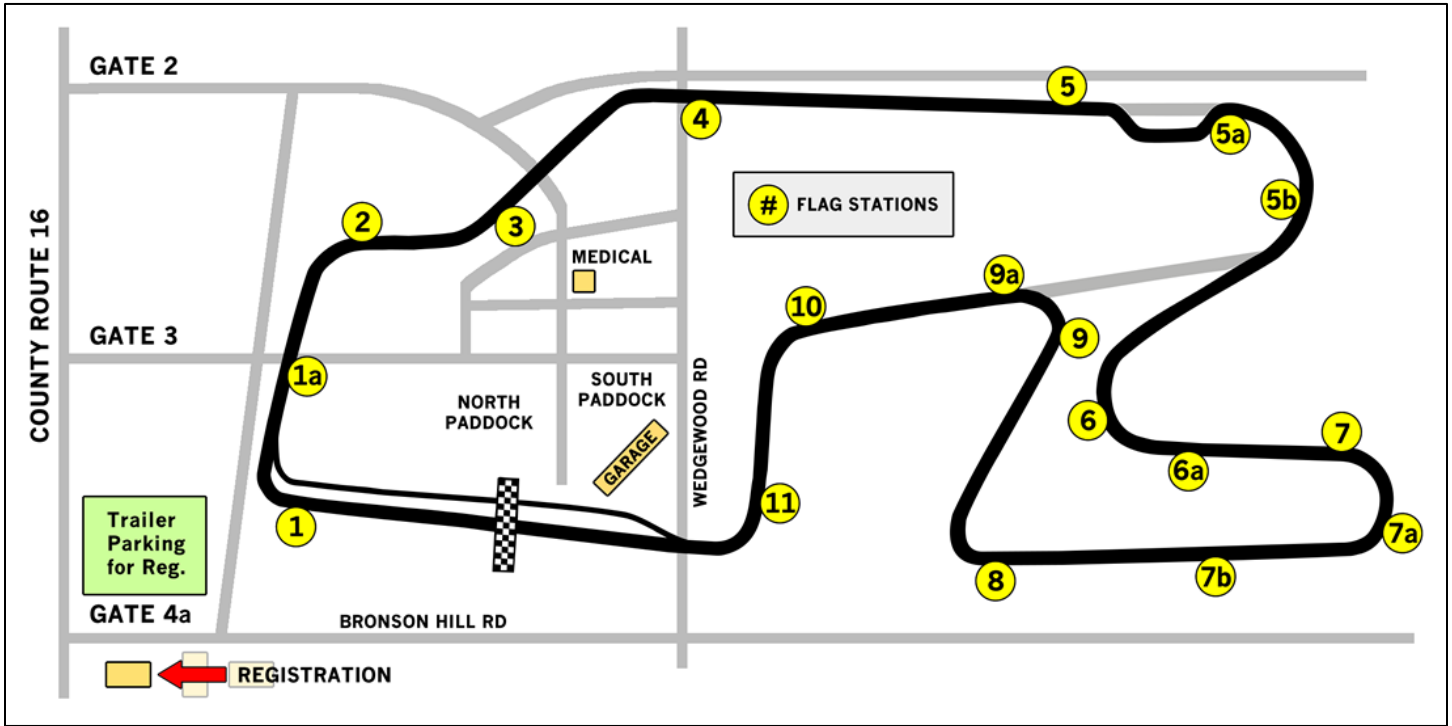 GATE 2
5
4
5a
2
3
# FLAG STATIONS
5b
MEDICAL
COUNTY ROUTE 16
9a
10
GATE 3
9
1a
SOUTH
PADDOCK
NORTH
PADDOCK
WEDGEWOOD RD
6
7
GARAGE
6a
11
Trailer
Parking
for Reg.
1
7a
8
7b
GATE 4a
BRONSON HILL RD
REGISTRATION